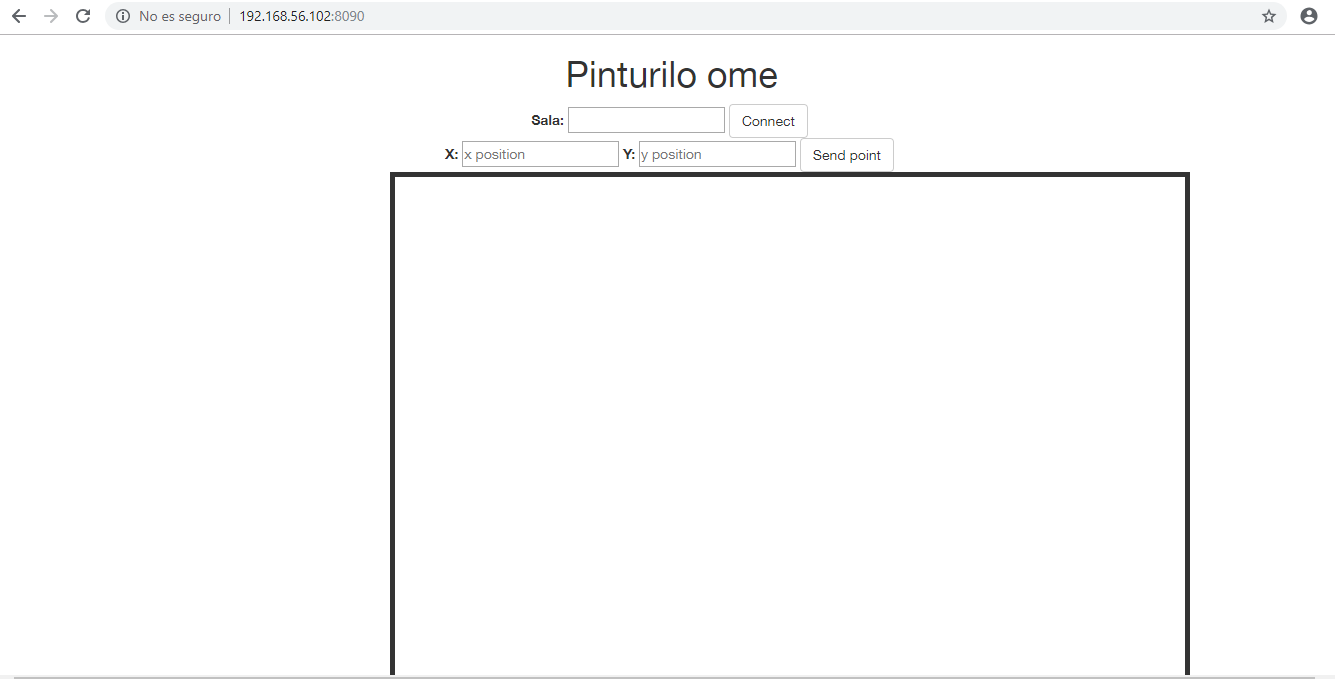 No es seguro | 192.168.56.102:8090
Pinturilo ome
Sala: Connect
X: x position Y: y position Send point